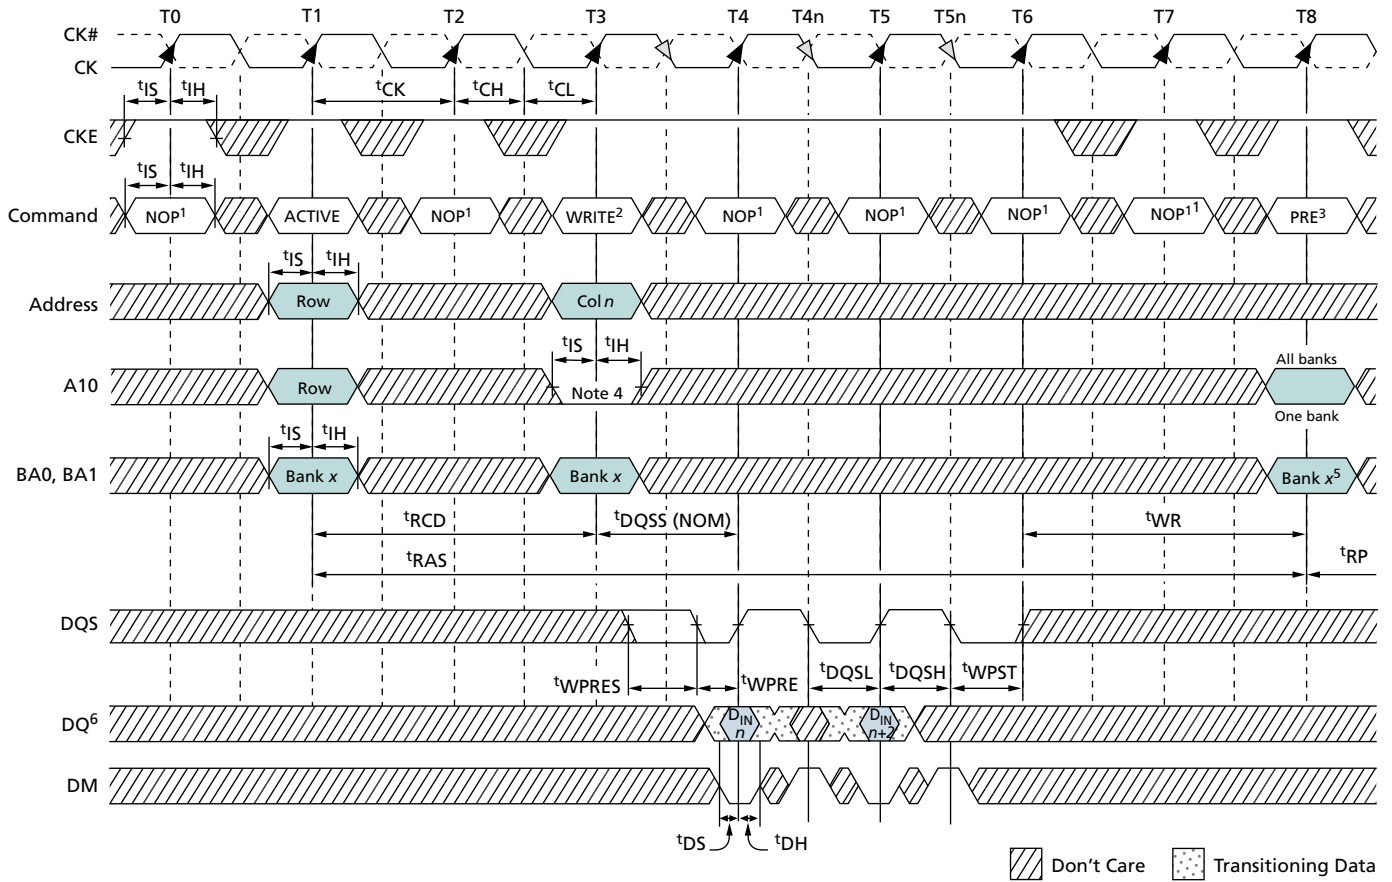 T0 T1 T2 T3 T4 T4n T5 T5n T6 T7 T8
CK#
CK
tIS tIH tCK tCH tCL
CKE
tIS tIH
Command NOP1 ACTIVE NOP1 WRITE2 NOP1 NOP1 NOP1 NOP11 PRE3
tIS tIH
Address Row Col n
tIS tIH
All banks
A10 Row Note 4
One bank
tIS tIH
BA0, BA1 Bank x Bank x Bank x5
tRCD tDQSS (NOM) tWR
tRAS tRP
DQS
tWPRES tWPRE tDQSL tDQSH tWPST
DQ6 DIN n DIN n+2
DM
tDS tDH
Don't Care Transitioning Data